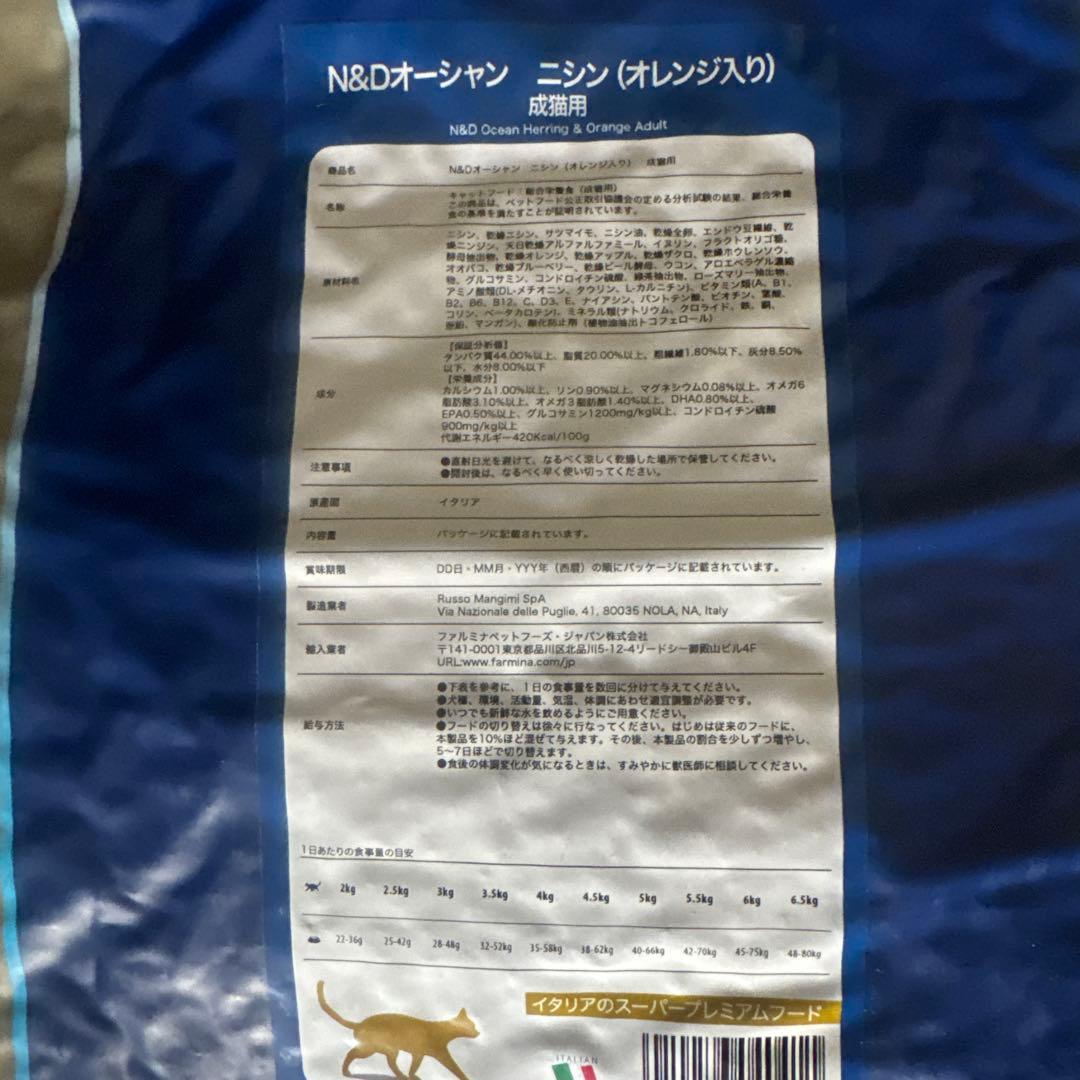 N&Dオーシャン　ニシン（オレンジ入り）
成猫用
N&D Ocean Herring & Orange Adult
商品名　N&Dオーシャン　ニシン（オレンジ入り）　成猫用
名称　キャットフード：総合栄養食（成猫用）
この商品は、ペットフード公正取引協議会の定める分析試験の結果、総合栄養
食の基準を満たすことが証明されています。
原材料名　ニシン、乾燥ニシン、サツマイモ、ニシン油、乾燥全卵、エンドウ豆繊維、乾
燥ニンジン、天日乾燥アルファルファミール、イヌリン、フラクトオリゴ糖、
酵母抽出物、乾燥オレンジ、乾燥アップル、乾燥ザクロ、乾燥ホウレンソウ、
オオバコ、乾燥ブルーベリー、乾燥ビール酵母、ウコン、アロエベラゲル濃縮
物、グルコサミン、コンドロイチン硫酸、緑茶抽出物、ローズマリー抽出物、
アミノ酸類(DL-メチオニン、タウリン、L-カルニチン)、ビタミン類(A、B1、
B2、B6、B12、C、D3、E、ナイアシン、パントテン酸、ビオチン、葉酸、
コリン、ベータカロテン)、ミネラル類(ナトリウム、クロライド、鉄、銅、
亜鉛、マンガン)、酸化防止剤（植物油抽出トコフェロール）
成分　【保証分析値】
タンパク質44.00%以上、脂質20.00%以上、粗繊維1.80%以下、灰分8.50%
以下、水分8.00%以下
【栄養成分】
カルシウム1.00%以上、リン0.90%以上、マグネシウム0.08%以上、オメガ6
脂肪酸3.10%以上、オメガ3脂肪酸1.40%以上、DHA0.80%以上、
EPA0.50%以上、グルコサミン1200mg/kg以上、コンドロイチン硫酸
900mg/kg以上
代謝エネルギー420Kcal/100g
注意事項　●直射日光を避けて、なるべく涼しく乾燥した場所で保管してください。
●開封後は、なるべく早く使い切ってください。
原産国　イタリア
内容量　パッケージに記載されています。
賞味期限　DD日・MM月・YYY年（西暦）の順にパッケージに記載されています。
製造業者　Russo Mangimi SpA
Via Nazionale delle Puglie, 41, 80035 NOLA, NA, Italy
輸入業者　ファルミナペットフーズ・ジャパン株式会社
〒141-0001東京都品川区北品川5-12-4リードシー御殿山ビル4F
URL:www.farmina.com/jp
給与方法　●下表を参考に、1日の食事量を数回に分けて与えてください。
●犬種、環境、活動量、気温、体調にあわせ適宜調整が必要です。
●いつでも新鮮な水を飲めるようにご用意ください。
●フードの切り替えは徐々に行なってください。はじめは従来のフードに、
本製品を10%ほど混ぜて与えます。その後、本製品の割合を少しずつ増やし、
5〜7日ほどで切り替えます。
●食後の体調変化が気になるときは、すみやかに獣医師に相談してください。
1日あたりの食事量の目安
2kg 2.5kg 3kg 3.5kg 4kg 4.5kg 5kg 5.5kg 6kg 6.5kg
22-36g 25-42g 28-48g 32-52kg 35-58kg 38-62kg 40-66kg 42-70kg 45-75kg 48-80kg
イタリアのスーパープレミアムフード
ITALIAN